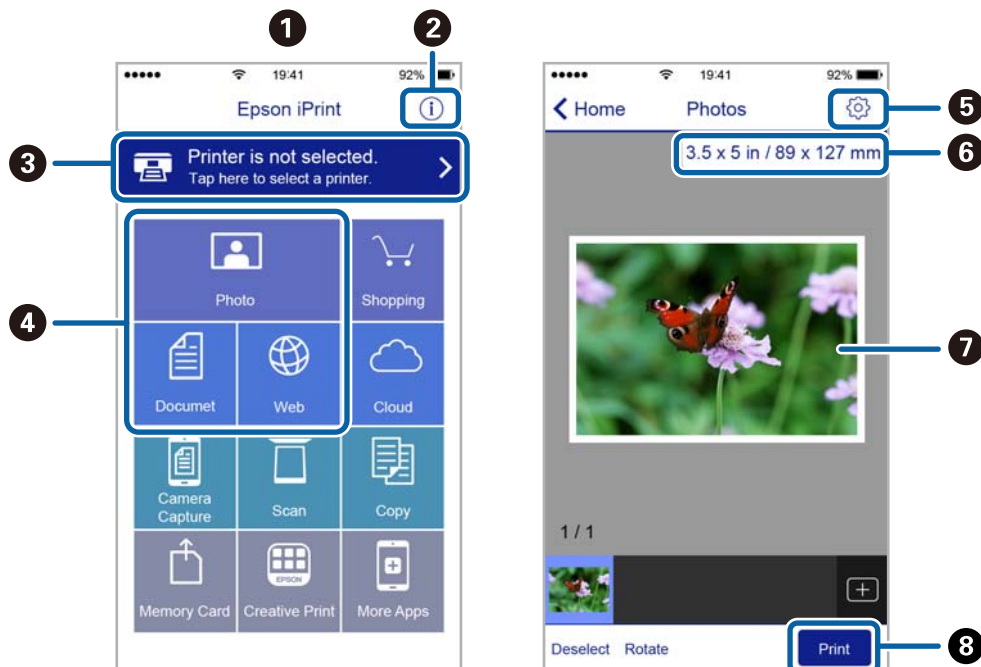 1
2
19:41
92%
Epson iPrint
i
3
Printer is not selected.
Tap here to select a printer.
4
Photo
Shopping
Documet
Web
Cloud
Camera
Capture
Scan
Copy
EPSON
Memory Card
Creative Print
More Apps
19:41
92%
Home
Photos
5
3.5 x 5 in / 89 x 127 mm
6
7
1 / 1
Deselect
Rotate
Print
8